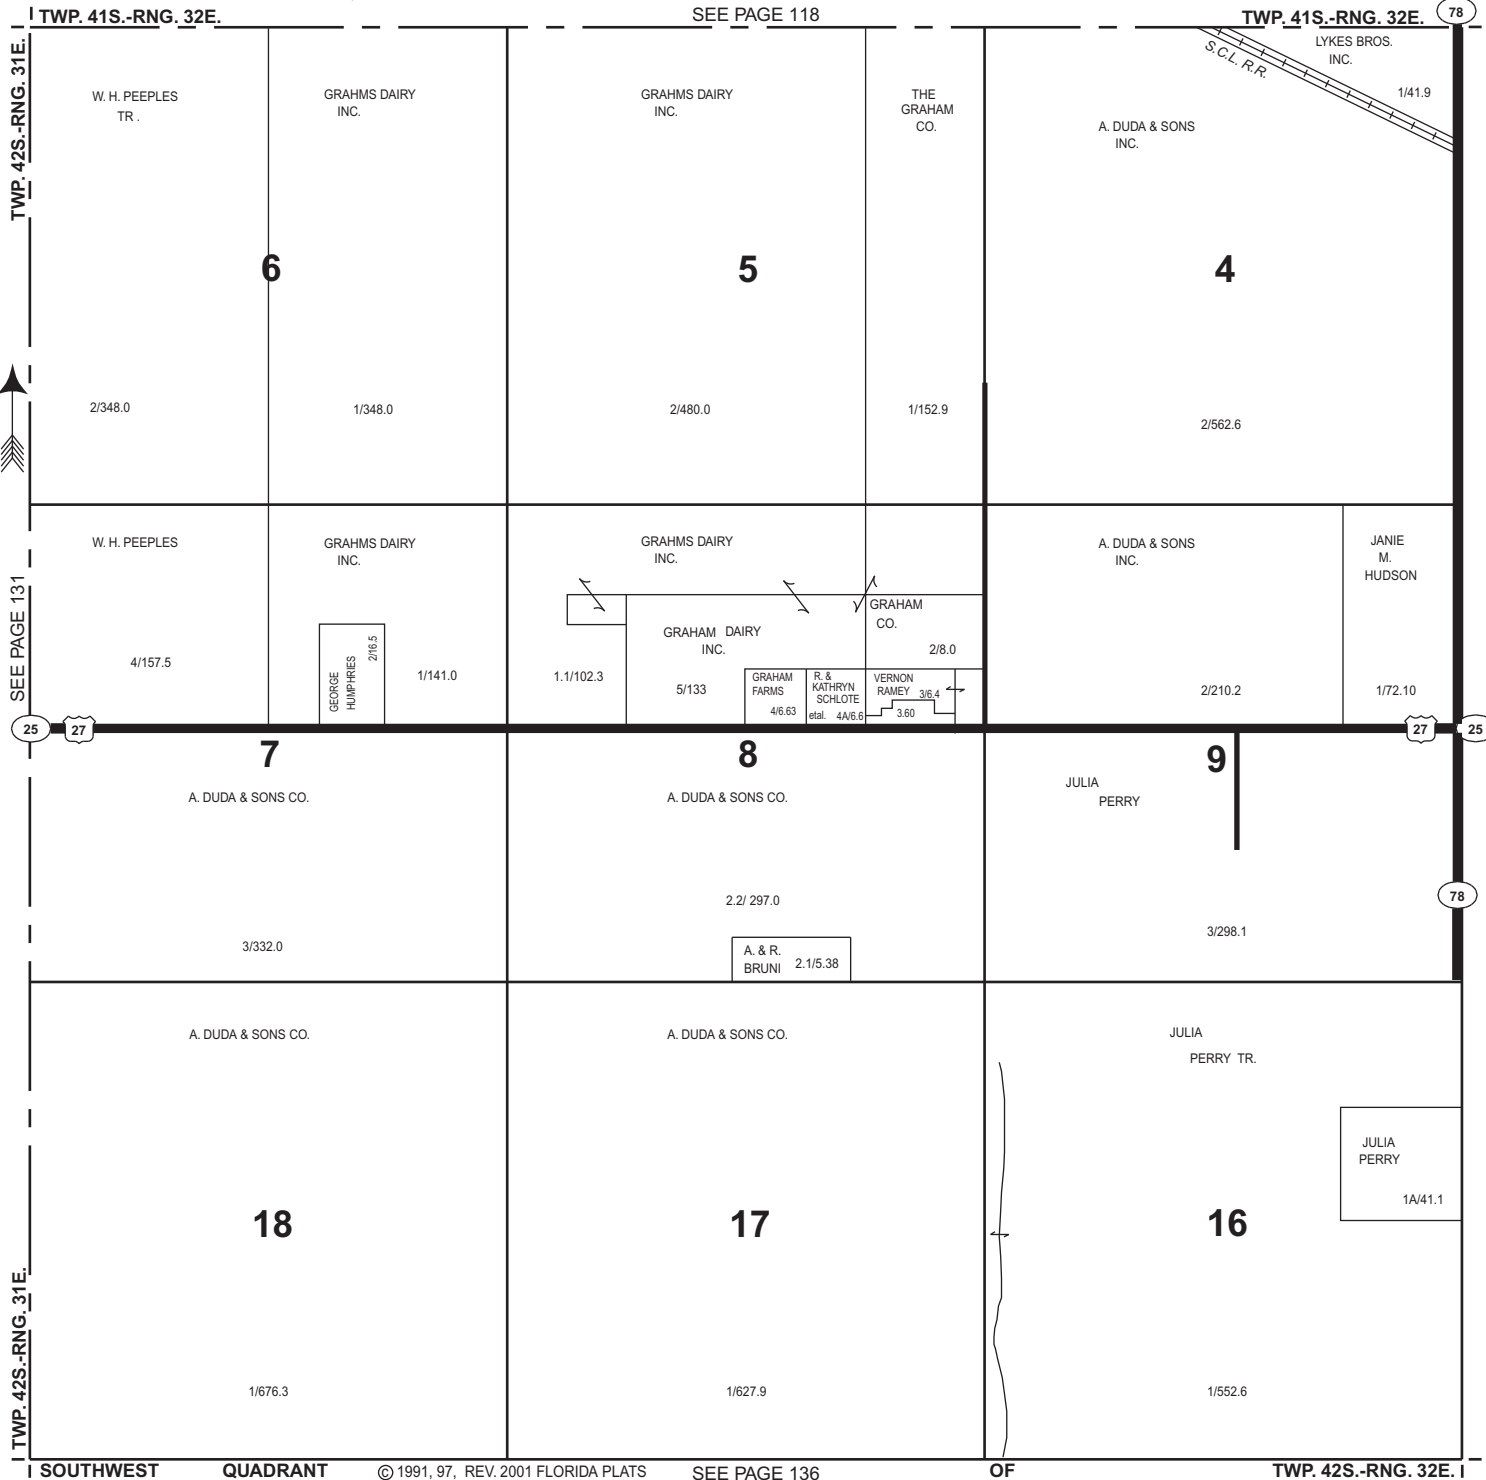 TWP. 41S.-RNG. 32E.
SEE PAGE 118
TWP. 41S.-RNG. 32E.
78
TWP. 42S.-RNG. 31E.
W. H. PEEPLES
TR .
GRAHMS DAIRY
INC.
GRAHMS DAIRY
INC.
THE
GRAHAM
CO.
A. DUDA & SONS
INC.
S.C.L. R.R.
LYKES BROS.
INC.
1/41.9
6
5
4
2/348.0
1/348.0
2/480.0
1/152.9
2/562.6
SEE PAGE 131
W. H. PEEPLES
GRAHMS DAIRY
INC.
GRAHMS DAIRY
INC.
A. DUDA & SONS
INC.
JANIE
M.
HUDSON
GEORGE
HUMPHRIES
2/16.5
GRAHAM DAIRY
INC.
GRAHAM
CO.
2/8.0
4/157.5
1/141.0
1.1/102.3
5/133
GRAHAM
FARMS
4/6.63
R. &
KATHRYN
SCHLOTE
etal. 4A/6.6
VERNON
RAMEY 3/6.4
3.60
2/210.2
1/72.10
25
27
27
25
7
8
9
A. DUDA & SONS CO.
A. DUDA & SONS CO.
JULIA
PERRY
2.2/ 297.0
78
3/332.0
A. & R.
BRUNI 2.1/5.38
3/298.1
A. DUDA & SONS CO.
A. DUDA & SONS CO.
JULIA
PERRY TR.
JULIA
PERRY
1A/41.1
18
17
16
TWP. 42S.-RNG. 31E.
1/676.3
1/627.9
1/552.6
SOUTHWEST QUADRANT © 1991, 97, REV. 2001 FLORIDA PLATS SEE PAGE 136 OF TWP. 42S.-RNG. 32E.